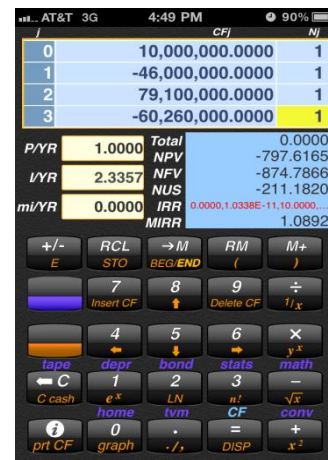 AT&T 3G 4:49 PM 90%
j CFj Nj
0 10,000,000.0000 1
1 -46,000,000.0000 1
2 79,100,000.0000 1
3 -60,260,000.0000 1
P/YR 1.0000 Total 0.0000
NPV -797.6165
I/YR 2.3357 NFV -874.7866
NUS -211.1820
mi/YR 0.0000 IRR 0.0000,1.0338E-11,10.0000,...
MIRR 1.0892
+/- RCL →M RM M+
E STO BEG/END ( )
7 8 9 ÷
Insert CF ⬆ Delete CF 1/x
4 5 6 ×
⬅ ⬇ ➡ yx
tape depr bond stats math
⬅ C 1 2 3 −
C cash ex LN n! √x
home tvm CF conv
i 0 . = +
prt CF graph ./, DISP x²